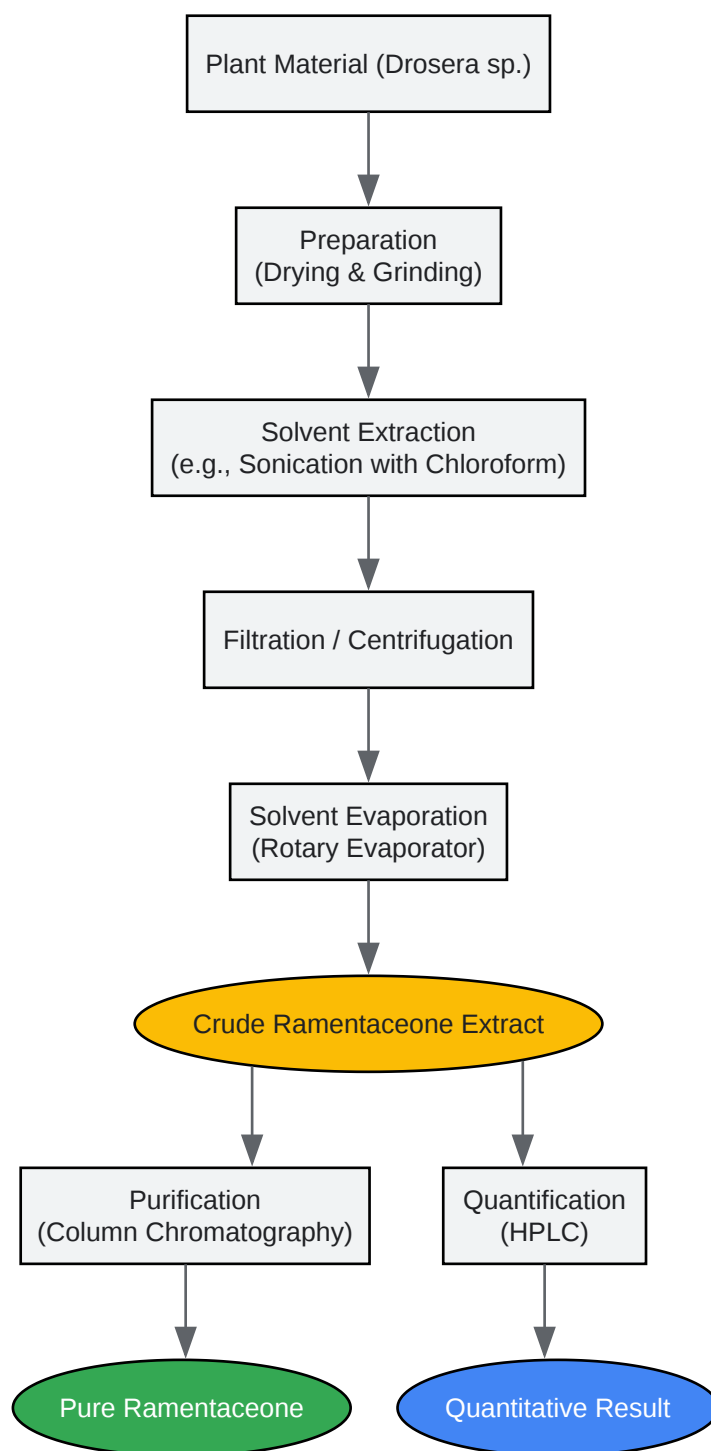 Plant Material (Drosera sp.)
Preparation
(Drying & Grinding)
Solvent Extraction
(e.g., Sonication with Chloroform)
Filtration / Centrifugation
Solvent Evaporation
(Rotary Evaporator)
Crude Ramentaceone Extract
Purification
(Column Chromatography)
Quantification
(HPLC)
Pure Ramentaceone
Quantitative Result